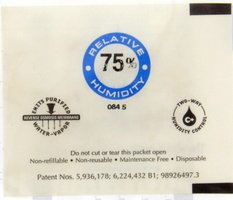 RELATIVE
75%
HUMIDITY
084 5
EMITS PURIFIED
REVERSE OSMOSIS MEMBRANE
WATER-VAPOR
TWO-WAY
HUMIDITY CONTROL
Do not cut or tear this packet open
Non-refillable • Non-reusable • Maintenance Free • Disposable
Patent Nos. 5,936,178; 6,224,432 B1; 98926497.3